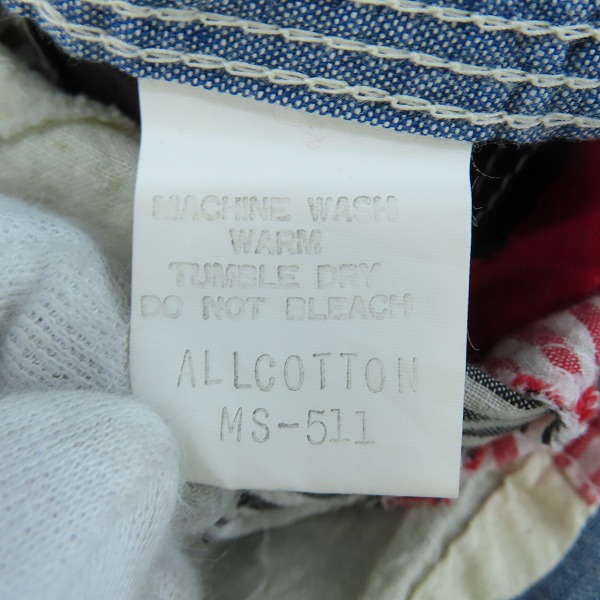 MACHINE WASH
WARM
TUMBLE DRY
DO NOT BLEACH
ALLCOTTON
MS-511